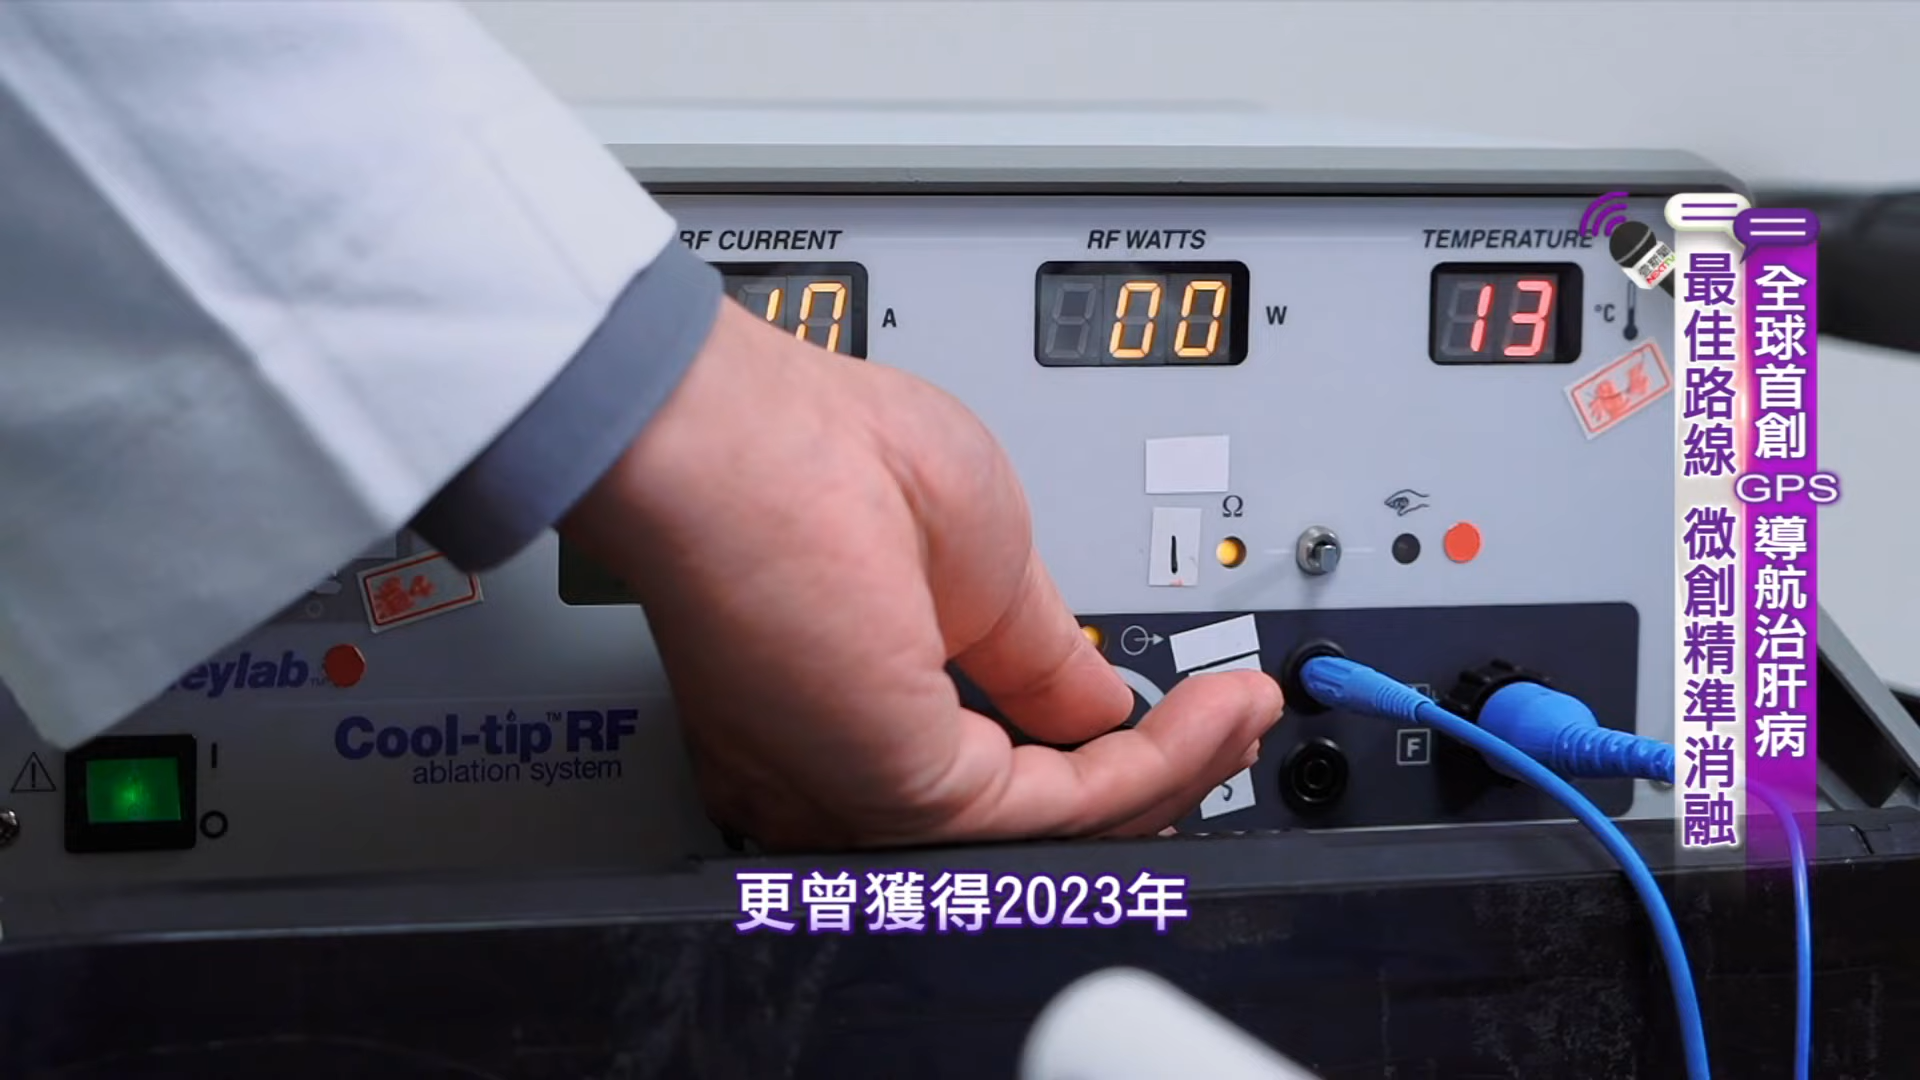 RF CURRENT
RF WATTS
TEMPERATURE
10
A
00
W
13
°C
Ω
eylab
Cool-tip™ RF
ablation system
F
全球首創GPS導航治肝病
最佳路線 微創精準消融
更曾獲得2023年